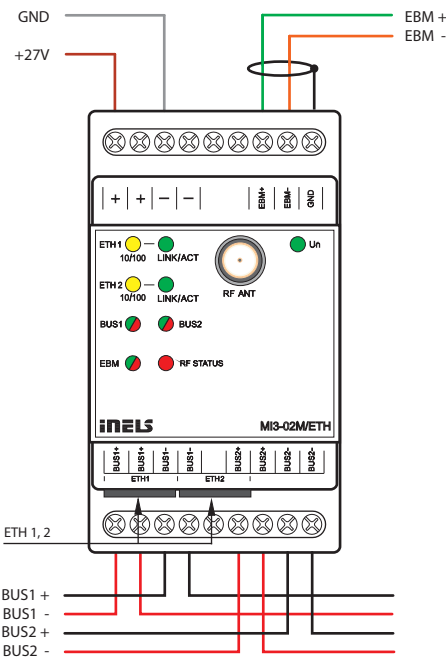 GND
EBM +
EBM -
+27V
+ + − − EBM+ EBM- GND
ETH 1 Un
10/100 LINK/ACT
ETH 2
10/100 LINK/ACT
RF ANT
BUS1 BUS2
EBM RF STATUS
iNELS MI3-02M/ETH
BUS1+ BUS1+ BUS1- BUS1- BUS2+ BUS2+ BUS2- BUS2-
ETH1 ETH2
ETH 1, 2
BUS1 +
BUS1 -
BUS2 +
BUS2 -